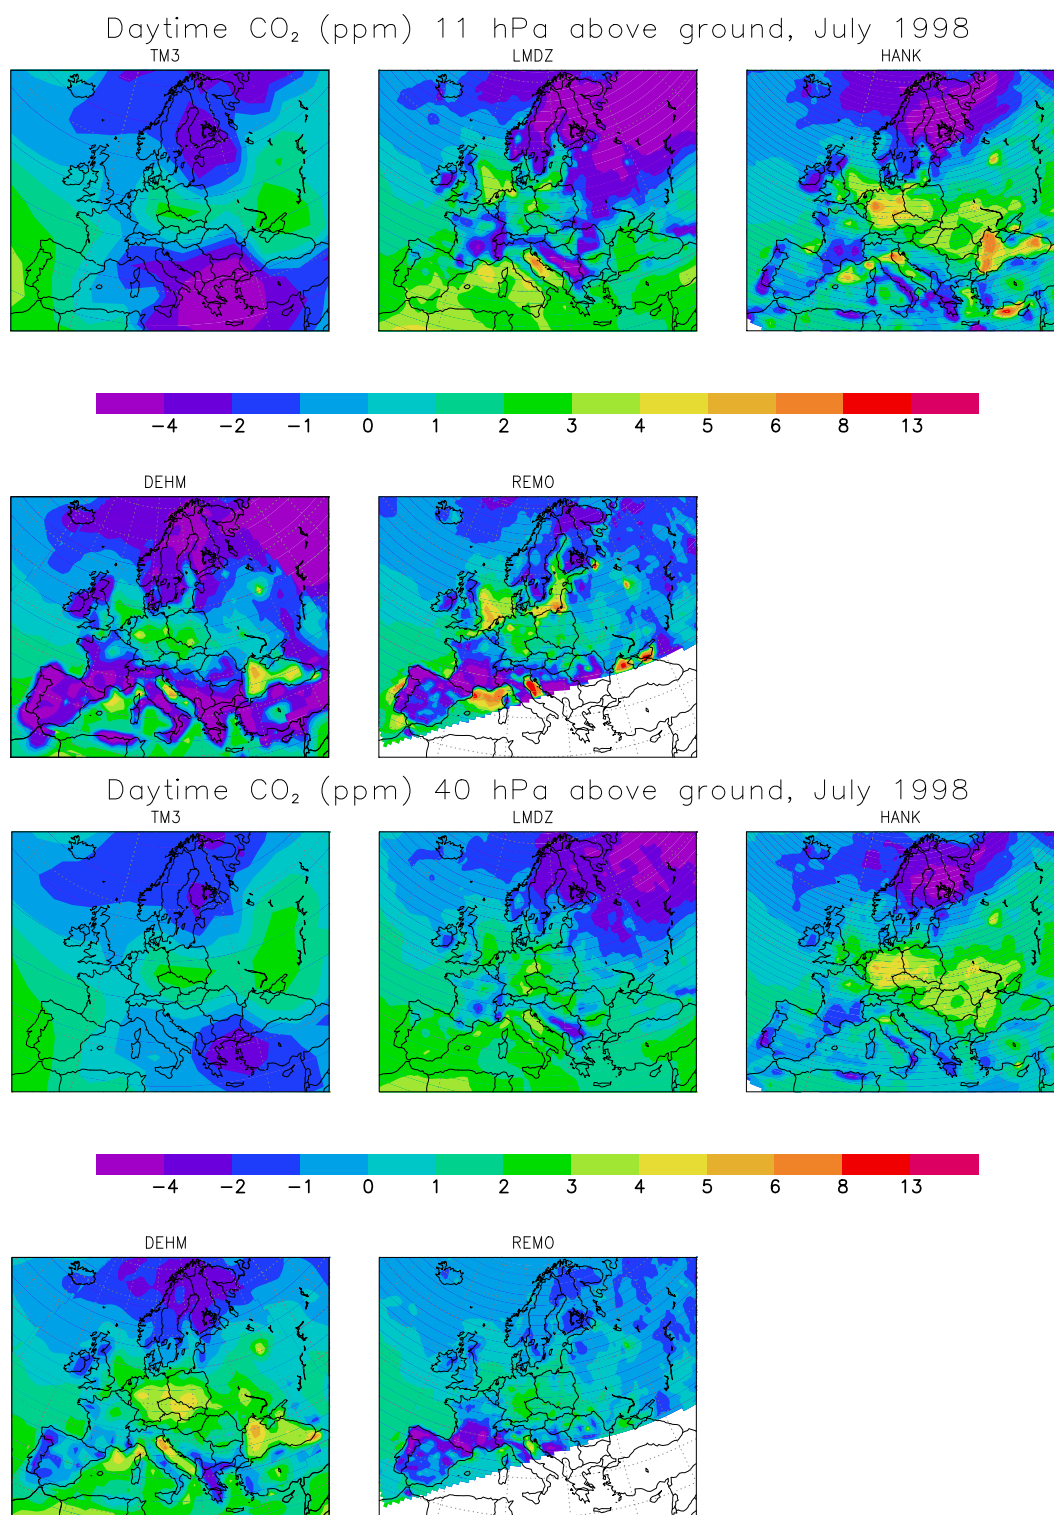 Daytime CO₂ (ppm) 11 hPa above ground, July 1998
TM3 LMDZ HANK
-4 -2 -1 0 1 2 3 4 5 6 8 13
DEHM REMO
Daytime CO₂ (ppm) 40 hPa above ground, July 1998
TM3 LMDZ HANK
-4 -2 -1 0 1 2 3 4 5 6 8 13
DEHM REMO